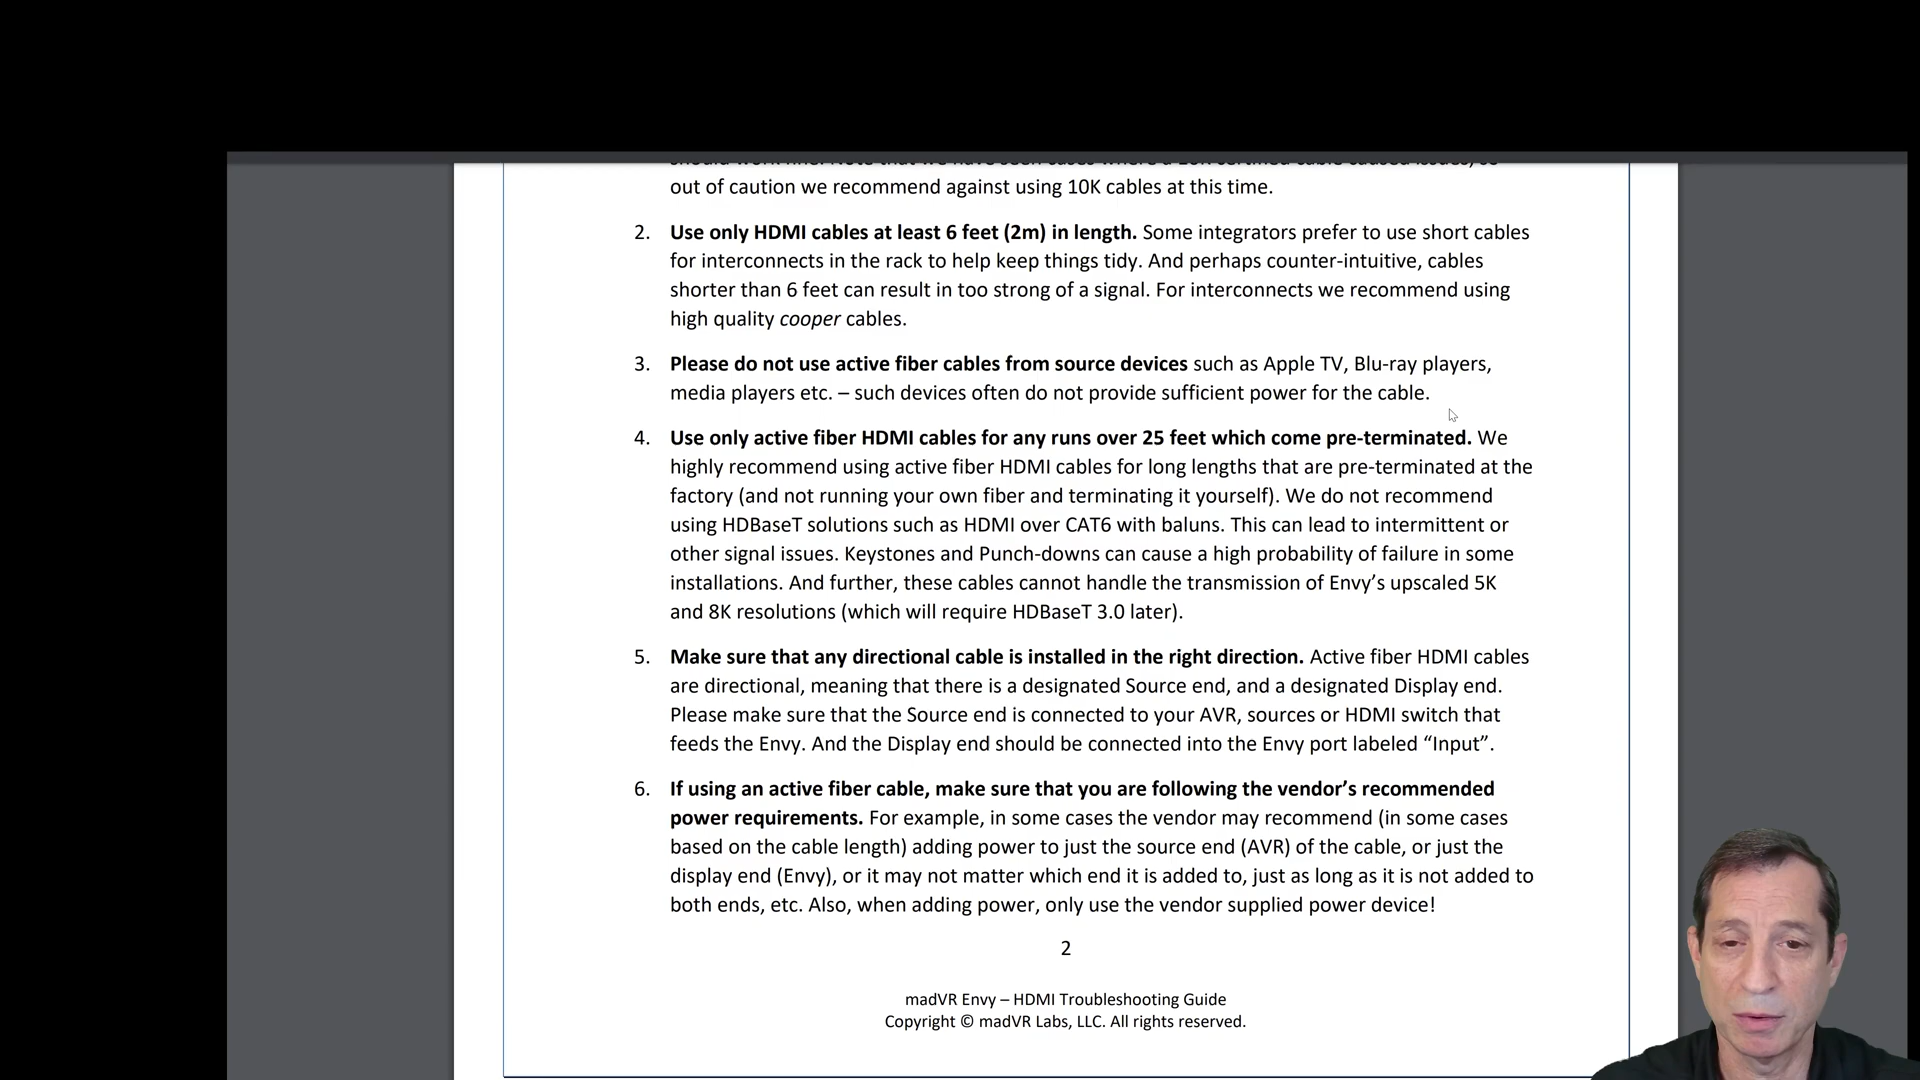 out of caution we recommend against using 10K cables at this time.
2. Use only HDMI cables at least 6 feet (2m) in length. Some integrators prefer to use short cables
for interconnects in the rack to help keep things tidy. And perhaps counter-intuitive, cables
shorter than 6 feet can result in too strong of a signal. For interconnects we recommend using
high quality cooper cables.
3. Please do not use active fiber cables from source devices such as Apple TV, Blu-ray players,
media players etc. – such devices often do not provide sufficient power for the cable.
4. Use only active fiber HDMI cables for any runs over 25 feet which come pre-terminated. We
highly recommend using active fiber HDMI cables for long lengths that are pre-terminated at the
factory (and not running your own fiber and terminating it yourself). We do not recommend
using HDBaseT solutions such as HDMI over CAT6 with baluns. This can lead to intermittent or
other signal issues. Keystones and Punch-downs can cause a high probability of failure in some
installations. And further, these cables cannot handle the transmission of Envy’s upscaled 5K
and 8K resolutions (which will require HDBaseT 3.0 later).
5. Make sure that any directional cable is installed in the right direction. Active fiber HDMI cables
are directional, meaning that there is a designated Source end, and a designated Display end.
Please make sure that the Source end is connected to your AVR, sources or HDMI switch that
feeds the Envy. And the Display end should be connected into the Envy port labeled “Input”.
6. If using an active fiber cable, make sure that you are following the vendor’s recommended
power requirements. For example, in some cases the vendor may recommend (in some cases
based on the cable length) adding power to just the source end (AVR) of the cable, or just the
display end (Envy), or it may not matter which end it is added to, just as long as it is not added to
both ends, etc. Also, when adding power, only use the vendor supplied power device!
2
madVR Envy – HDMI Troubleshooting Guide
Copyright © madVR Labs, LLC. All rights reserved.